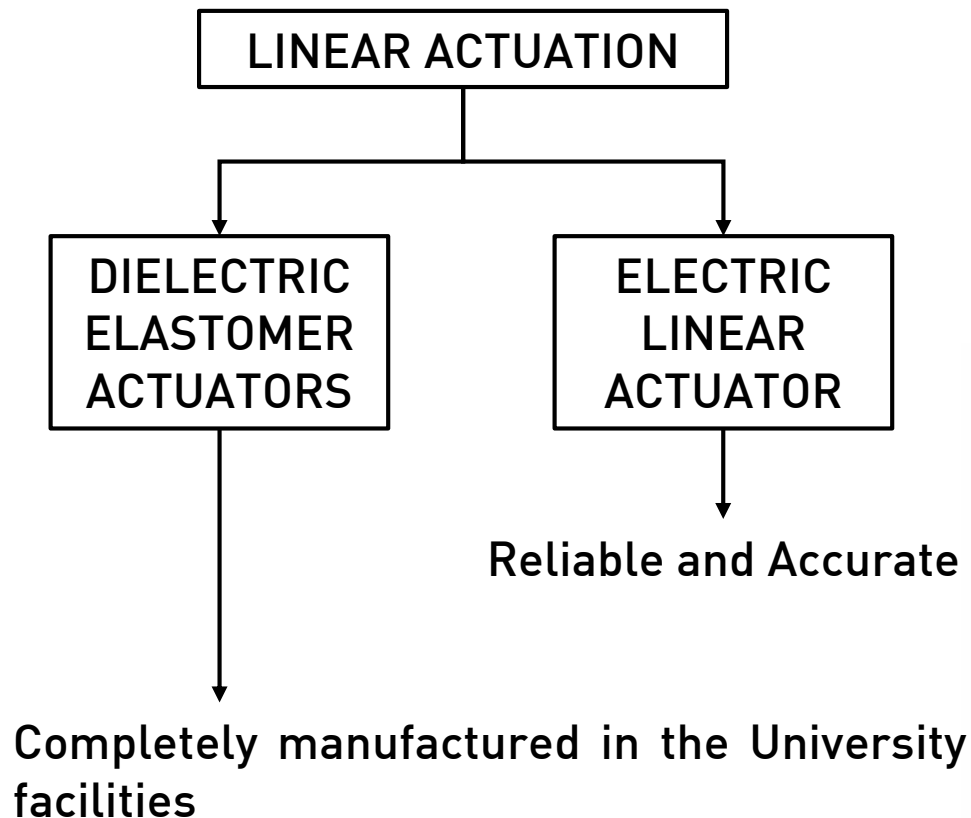 LINEAR ACTUATION
DIELECTRIC
ELASTOMER
ACTUATORS
ELECTRIC
LINEAR
ACTUATOR
Reliable and Accurate
Completely manufactured in the University
facilities